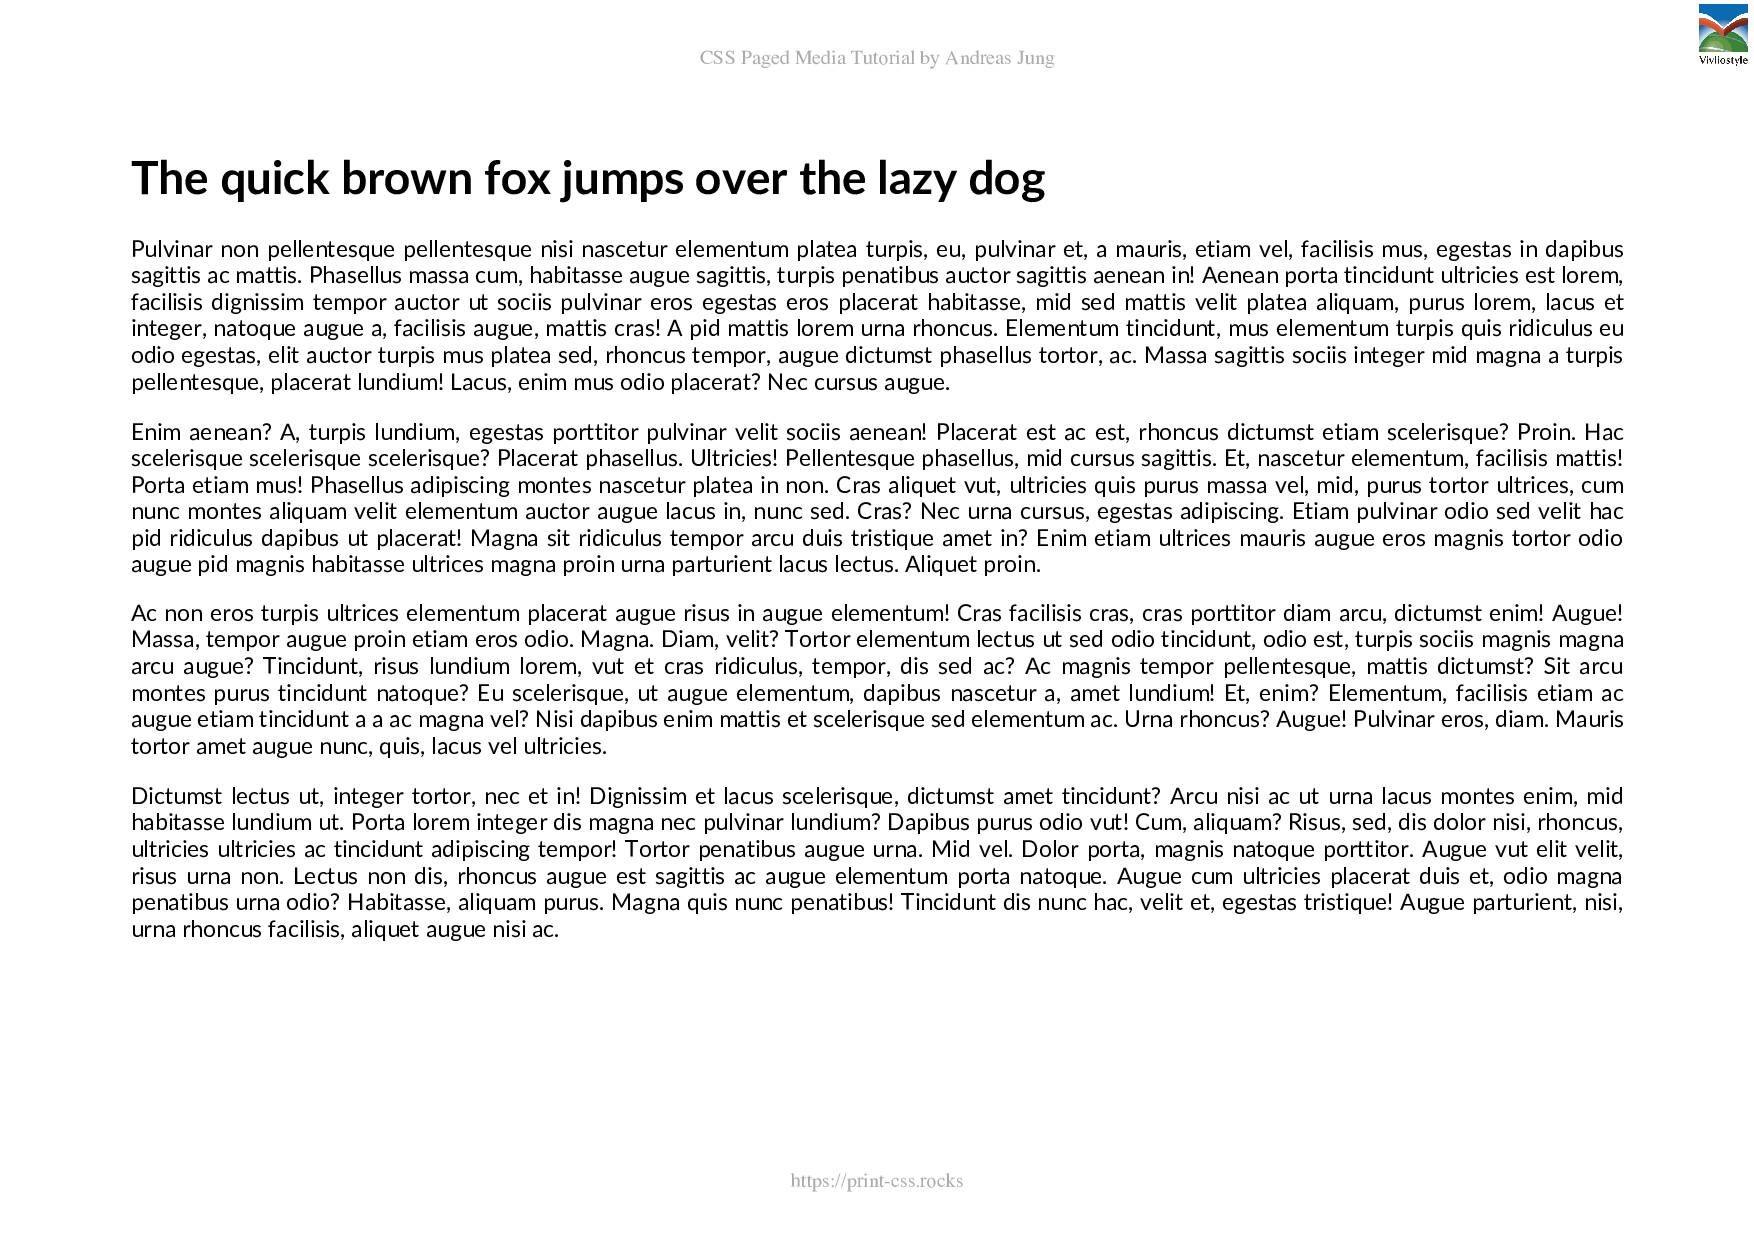 CSS Paged Media Tutorial by Andreas Jung
Vivliostyle
The quick brown fox jumps over the lazy dog
Pulvinar non pellentesque pellentesque nisi nascetur elementum platea turpis, eu, pulvinar et, a mauris, etiam vel, facilisis mus, egestas in dapibus
sagittis ac mattis. Phasellus massa cum, habitasse augue sagittis, turpis penatibus auctor sagittis aenean in! Aenean porta tincidunt ultricies est lorem,
facilisis dignissim tempor auctor ut sociis pulvinar eros egestas eros placerat habitasse, mid sed mattis velit platea aliquam, purus lorem, lacus et
integer, natoque augue a, facilisis augue, mattis cras! A pid mattis lorem urna rhoncus. Elementum tincidunt, mus elementum turpis quis ridiculus eu
odio egestas, elit auctor turpis mus platea sed, rhoncus tempor, augue dictumst phasellus tortor, ac. Massa sagittis sociis integer mid magna a turpis
pellentesque, placerat lundium! Lacus, enim mus odio placerat? Nec cursus augue.
Enim aenean? A, turpis lundium, egestas porttitor pulvinar velit sociis aenean! Placerat est ac est, rhoncus dictumst etiam scelerisque? Proin. Hac
scelerisque scelerisque scelerisque? Placerat phasellus. Ultricies! Pellentesque phasellus, mid cursus sagittis. Et, nascetur elementum, facilisis mattis!
Porta etiam mus! Phasellus adipiscing montes nascetur platea in non. Cras aliquet vut, ultricies quis purus massa vel, mid, purus tortor ultrices, cum
nunc montes aliquam velit elementum auctor augue lacus in, nunc sed. Cras? Nec urna cursus, egestas adipiscing. Etiam pulvinar odio sed velit hac
pid ridiculus dapibus ut placerat! Magna sit ridiculus tempor arcu duis tristique amet in? Enim etiam ultrices mauris augue eros magnis tortor odio
augue pid magnis habitasse ultrices magna proin urna parturient lacus lectus. Aliquet proin.
Ac non eros turpis ultrices elementum placerat augue risus in augue elementum! Cras facilisis cras, cras porttitor diam arcu, dictumst enim! Augue!
Massa, tempor augue proin etiam eros odio. Magna. Diam, velit? Tortor elementum lectus ut sed odio tincidunt, odio est, turpis sociis magnis magna
arcu augue? Tincidunt, risus lundium lorem, vut et cras ridiculus, tempor, dis sed ac? Ac magnis tempor pellentesque, mattis dictumst? Sit arcu
montes purus tincidunt natoque? Eu scelerisque, ut augue elementum, dapibus nascetur a, amet lundium! Et, enim? Elementum, facilisis etiam ac
augue etiam tincidunt a a ac magna vel? Nisi dapibus enim mattis et scelerisque sed elementum ac. Urna rhoncus? Augue! Pulvinar eros, diam. Mauris
tortor amet augue nunc, quis, lacus vel ultricies.
Dictumst lectus ut, integer tortor, nec et in! Dignissim et lacus scelerisque, dictumst amet tincidunt? Arcu nisi ac ut urna lacus montes enim, mid
habitasse lundium ut. Porta lorem integer dis magna nec pulvinar lundium? Dapibus purus odio vut! Cum, aliquam? Risus, sed, dis dolor nisi, rhoncus,
ultricies ultricies ac tincidunt adipiscing tempor! Tortor penatibus augue urna. Mid vel. Dolor porta, magnis natoque porttitor. Augue vut elit velit,
risus urna non. Lectus non dis, rhoncus augue est sagittis ac augue elementum porta natoque. Augue cum ultricies placerat duis et, odio magna
penatibus urna odio? Habitasse, aliquam purus. Magna quis nunc penatibus! Tincidunt dis nunc hac, velit et, egestas tristique! Augue parturient, nisi,
urna rhoncus facilisis, aliquet augue nisi ac.
https://print-css.rocks